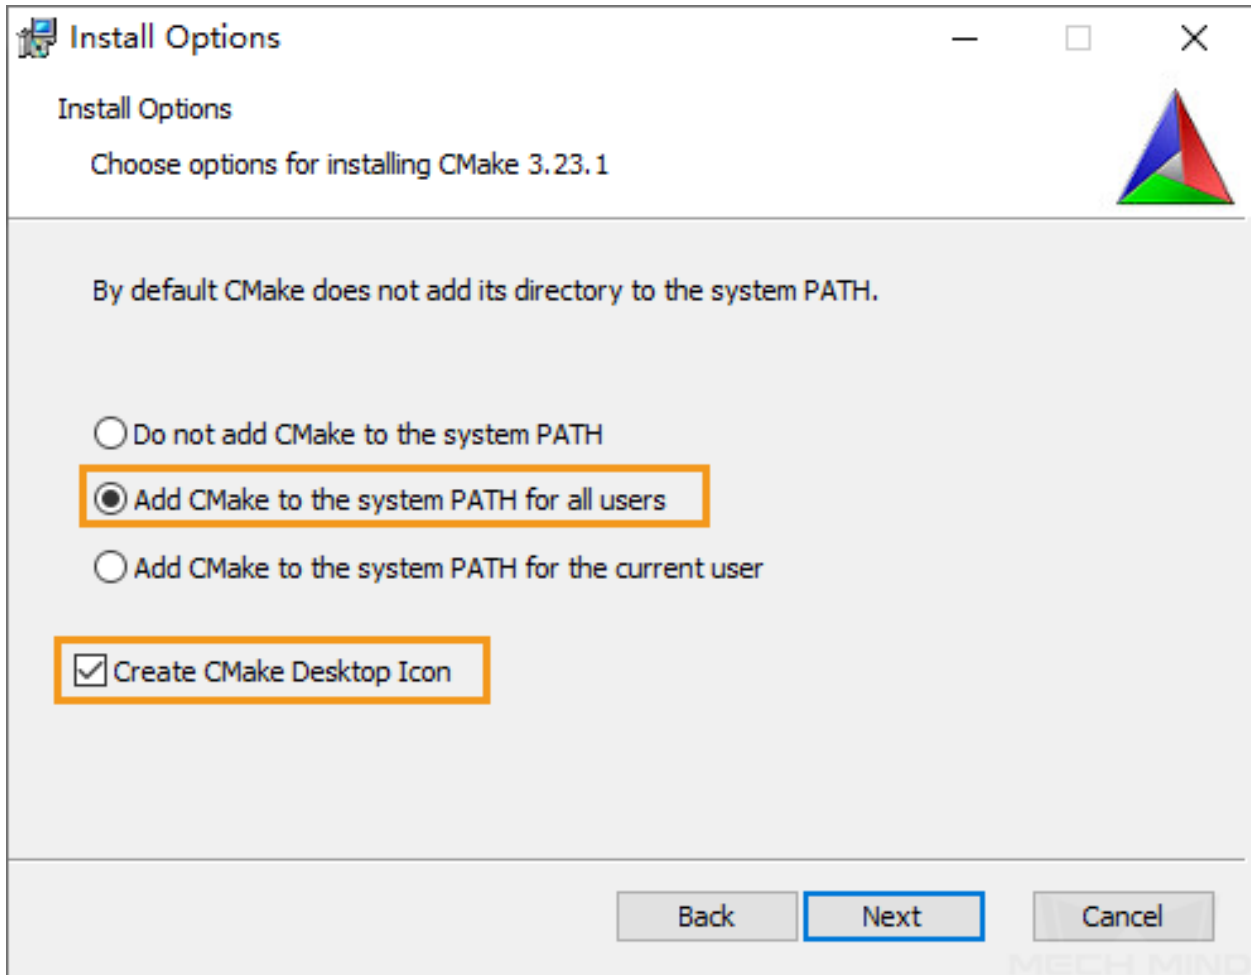 Install Options
Install Options
Choose options for installing CMake 3.23.1
By default CMake does not add its directory to the system PATH.
Do not add CMake to the system PATH
Add CMake to the system PATH for all users
Add CMake to the system PATH for the current user
Create CMake Desktop Icon
Back Next Cancel
MECH MIND